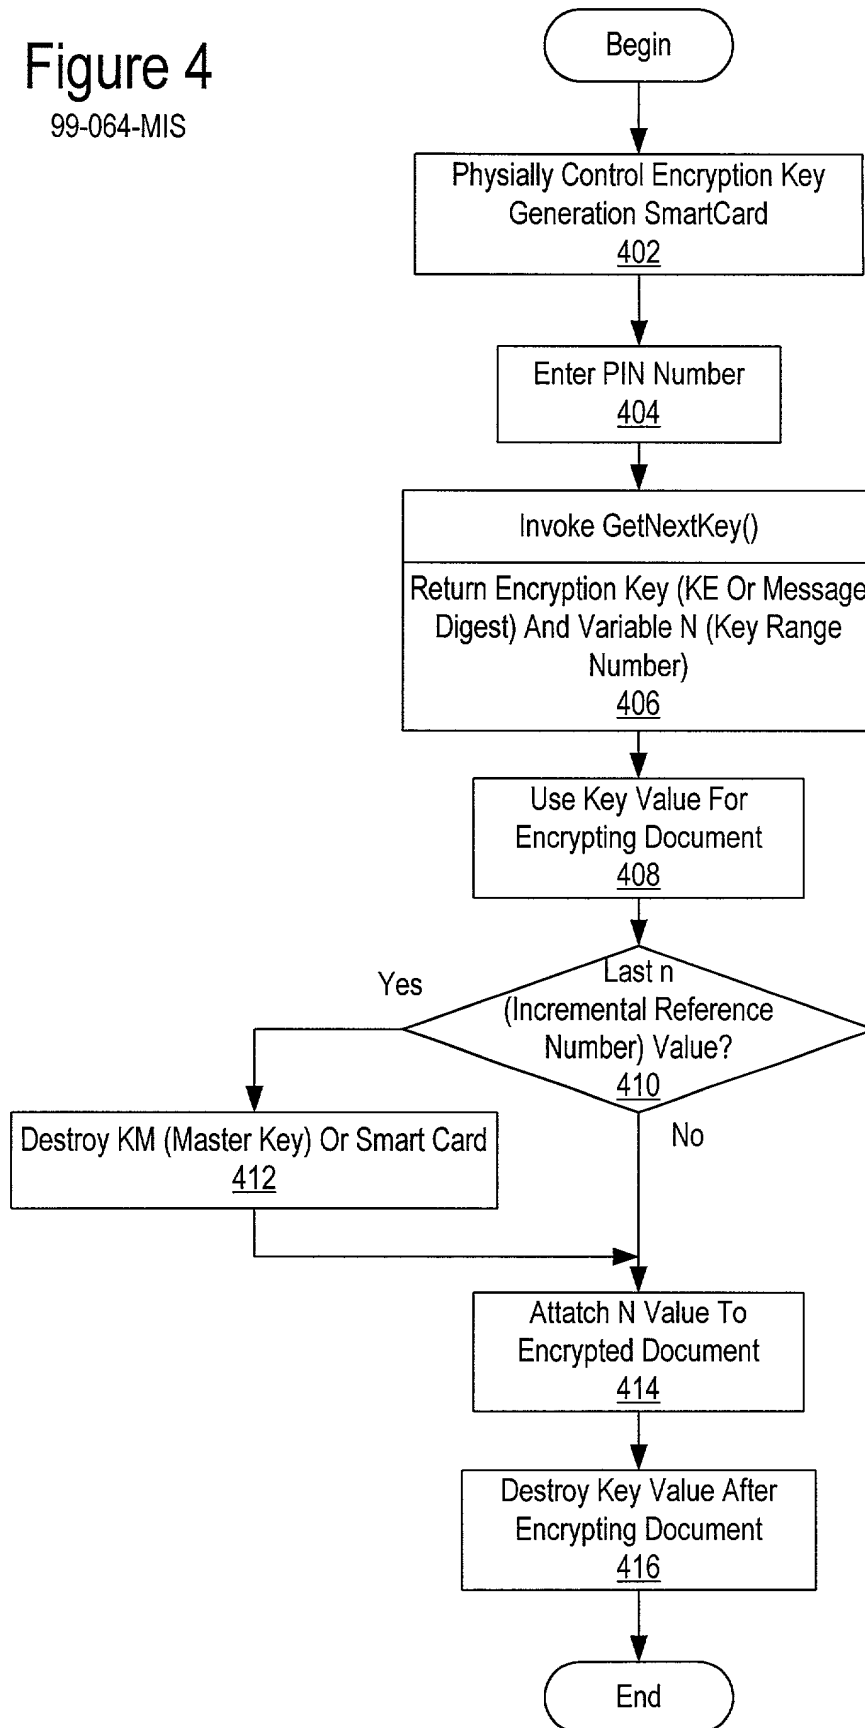 Figure 4
99-064-MIS
Begin
Physially Control Encryption Key
Generation SmartCard
402
Enter PIN Number
404
Invoke GetNextKey()
Return Encryption Key (KE Or Message
Digest) And Variable N (Key Range
Number)
406
Use Key Value For
Encrypting Document
408
Last n
(Incremental Reference
Number) Value?
410
Yes
No
Destroy KM (Master Key) Or Smart Card
412
Attatch N Value To
Encrypted Document
414
Destroy Key Value After
Encrypting Document
416
End